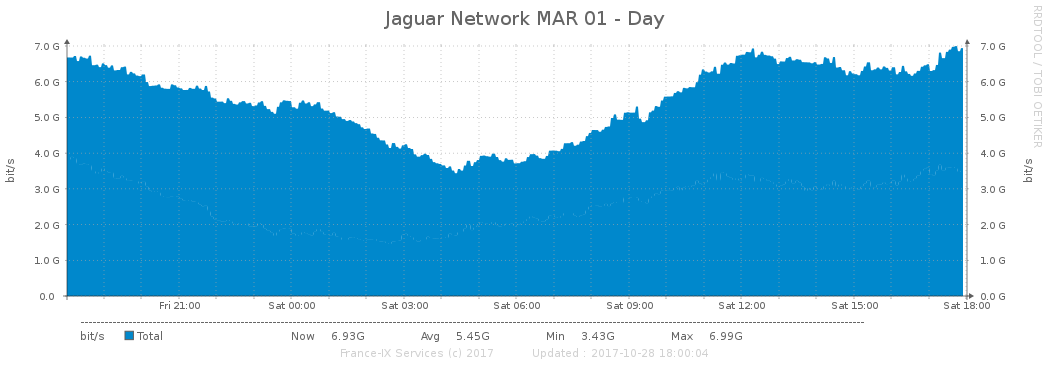 Jaguar Network MAR 01 - Day
RRDTOOL / TOBI OETIKER
bit/s
7.0 G
6.0 G
5.0 G
4.0 G
3.0 G
2.0 G
1.0 G
0.0
7.0 G
6.0 G
5.0 G
4.0 G
3.0 G
2.0 G
1.0 G
0.0 G
bit/s
Fri 21:00 Sat 00:00 Sat 03:00 Sat 06:00 Sat 09:00 Sat 12:00 Sat 15:00 Sat 18:00
bit/s Total Now 6.93G Avg 5.45G Min 3.43G Max 6.99G
France-IX Services (c) 2017 Updated : 2017-10-28 18:00:04